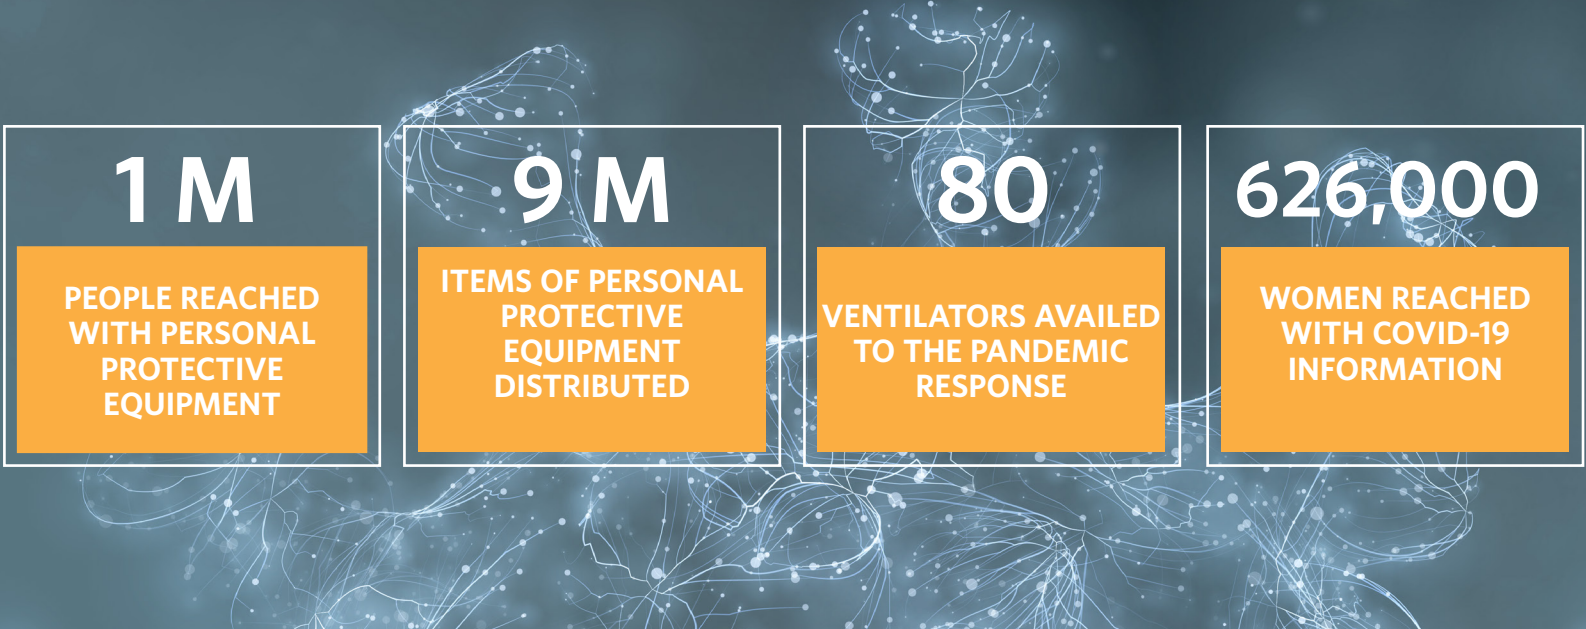 1 M
PEOPLE REACHED
WITH PERSONAL
PROTECTIVE
EQUIPMENT
9 M
ITEMS OF PERSONAL
PROTECTIVE
EQUIPMENT
DISTRIBUTED
80
VENTILATORS AVAILED
TO THE PANDEMIC
RESPONSE
626,000
WOMEN REACHED
WITH COVID-19
INFORMATION